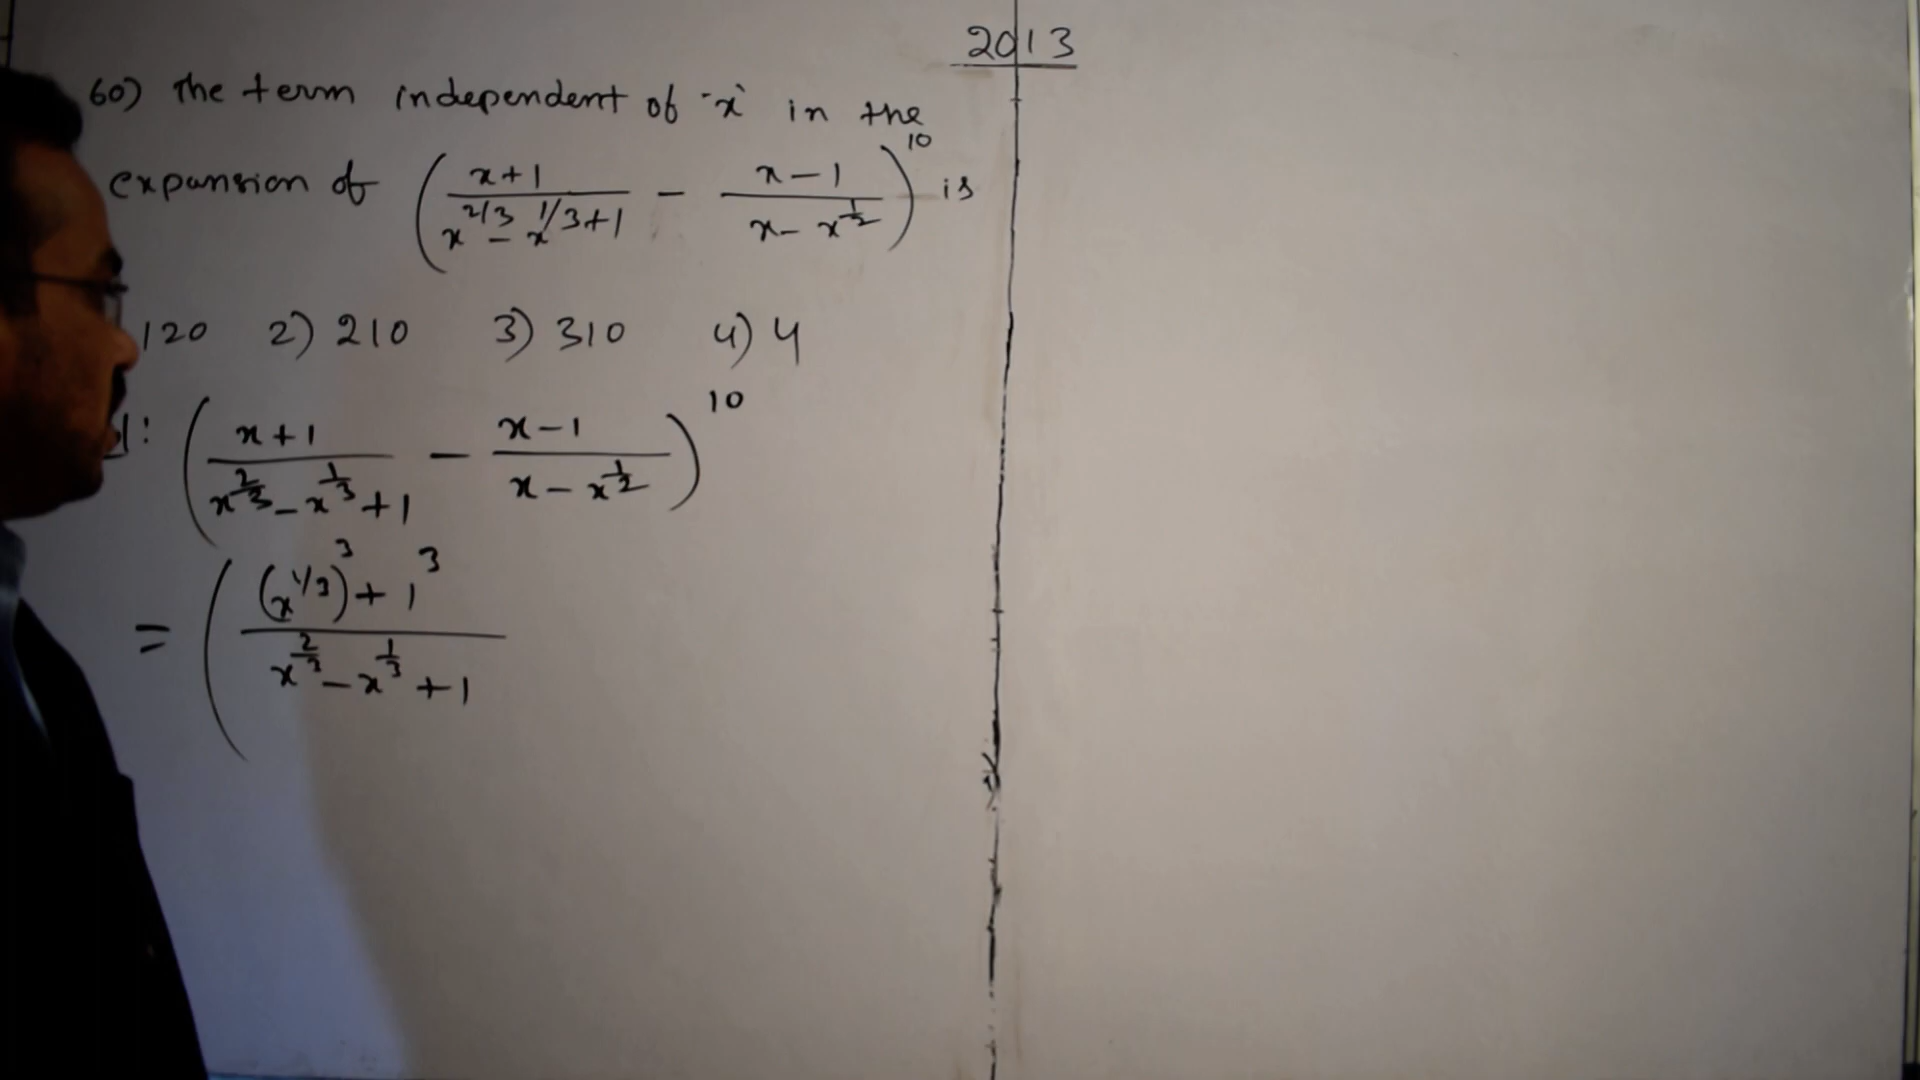 2013
60) The term independent of 'x' in the
expansion of ( (x+1)/(x^2/3 - x^1/3+1) - (x-1)/(x-x^1/2) )^10 is
120 2) 210 3) 310 4) 4
: ( (x+1)/(x^2/3 - x^1/3 + 1) - (x-1)/(x-x^1/2) )^10
= ( ((x^1/3)^3 + 1^3)/(x^2/3 - x^1/3 + 1)